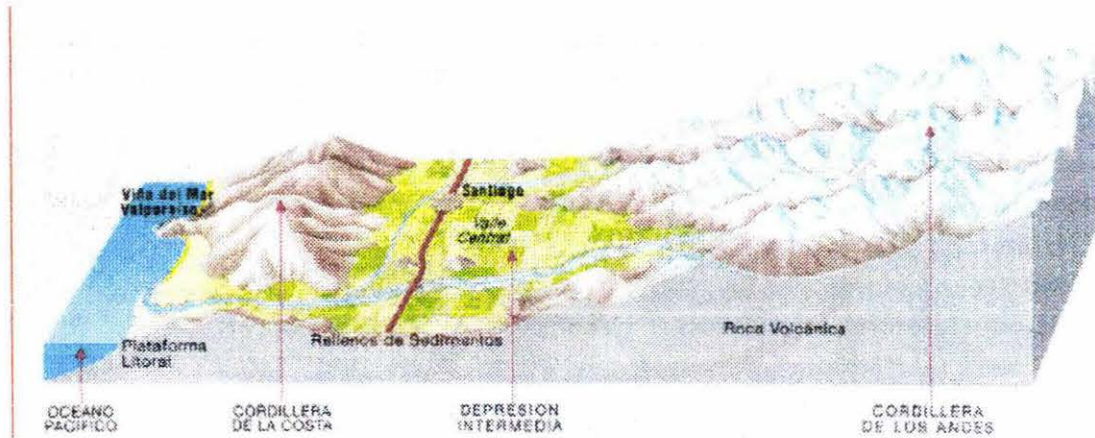 Viña del Mar
Valparaiso
Santiago
Valle
Central
Plataforma
Litoral
Rellenos de Sedimentos
Roca Volcánica
OCEANO
PACIFICO
CORDILLERA
DE LA COSTA
DEPRESION
INTERMEDIA
CORDILLERA
DE LOS ANDES